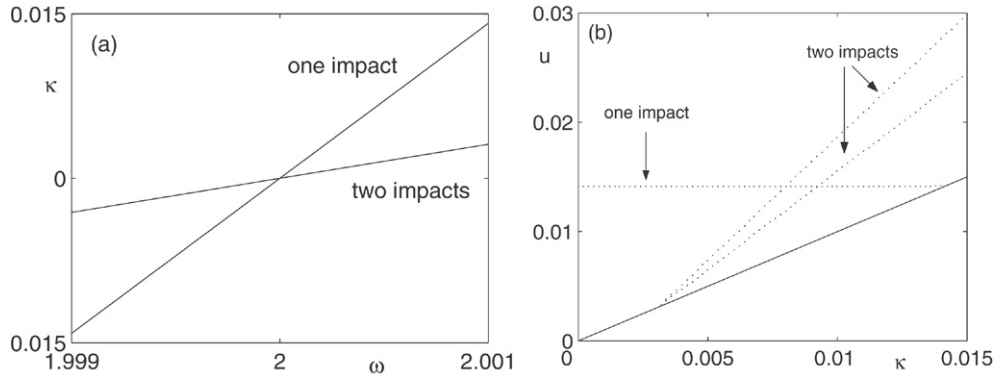 0.015
(a)
κ
one impact
0
two impacts
0.015
1.999
2
ω
2.001
0.03
(b)
u
two impacts
0.02
one impact
0.01
0
0
0.005
0.01
κ
0.015